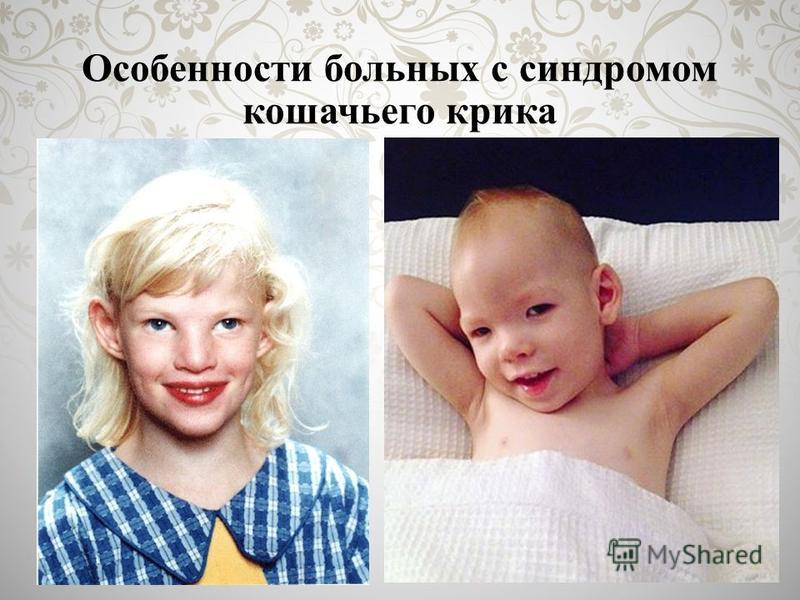 Особенности больных с синдромом
кошачьего крика
MyShared